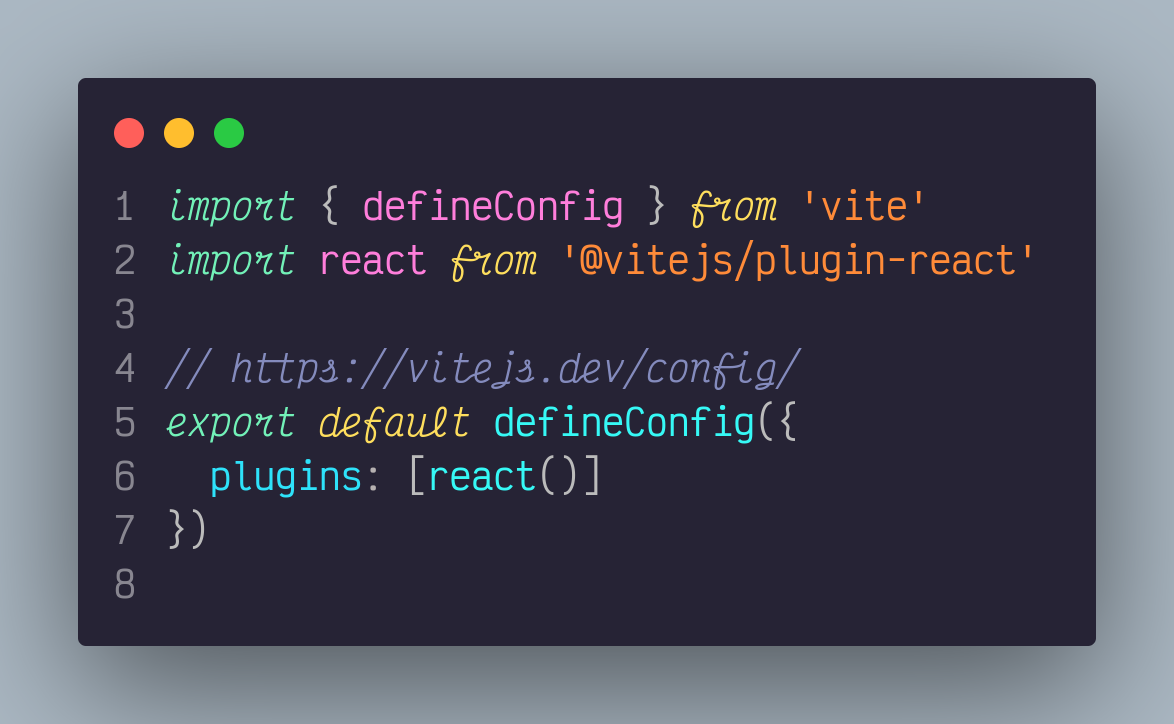 1 import { defineConfig } from 'vite'
2 import react from '@vitejs/plugin-react'
3
4 // https://vitejs.dev/config/
5 export default defineConfig({
6   plugins: [react()]
7 })
8